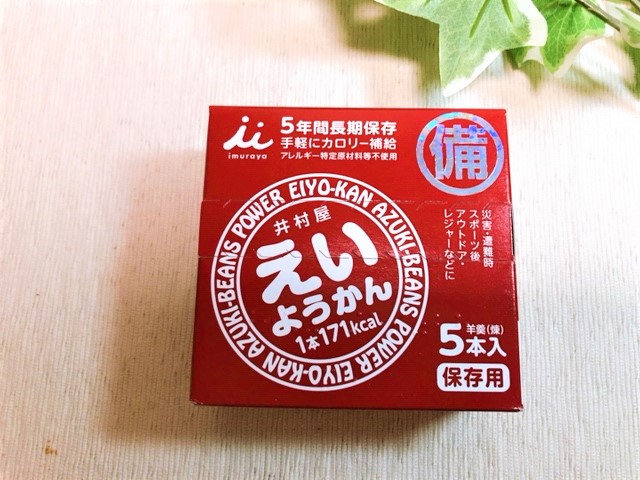 imuraya
5年間長期保存
手軽にカロリー補給
アレルギー特定原材料等不使用
備
災害・遭難時
スポーツ後
アウトドア・
レジャーなどに
EIYO-KAN AZUKI-BEANS POWER EIYO-KAN AZUKI-BEANS POWER
井村屋
えい
ようかん
1本171kcal
羊羹(煉)
5本入
保存用